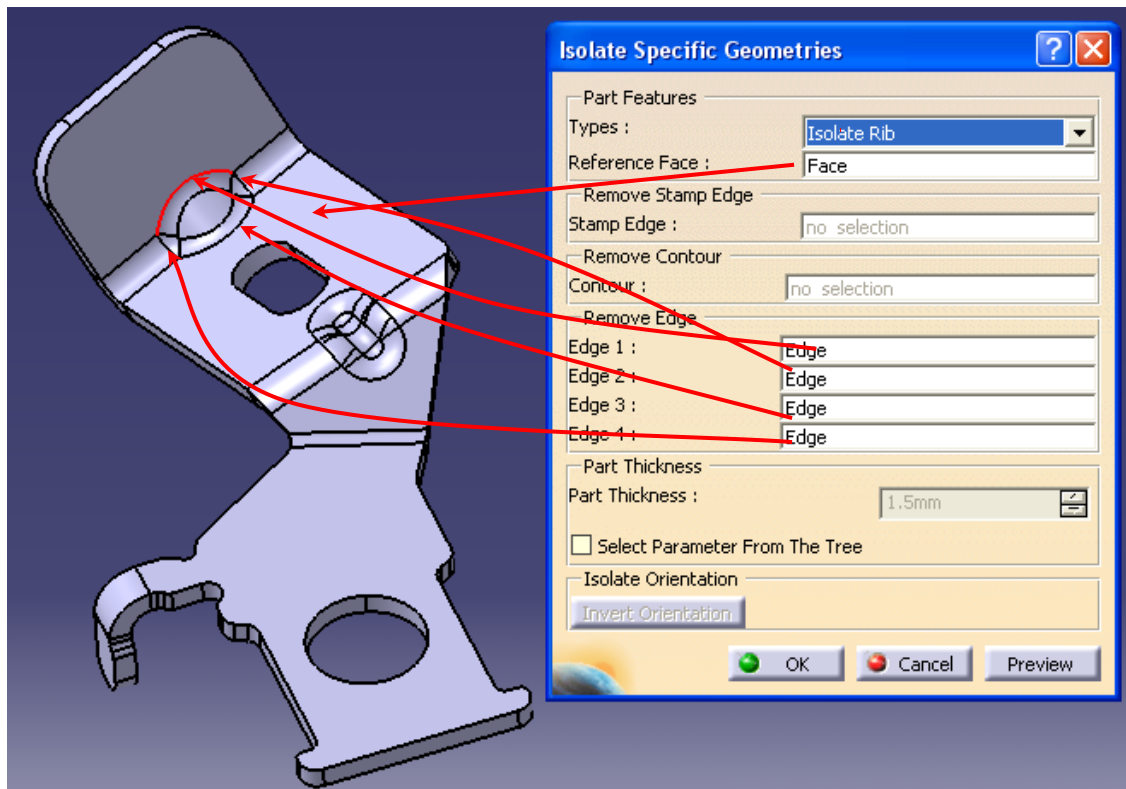 Isolate Specific Geometries
Part Features
Types :
Isolate Rib
Reference Face :
Face
Remove Stamp Edge
Stamp Edge :
no selection
Remove Contour
Contour :
no selection
Remove Edge
Edge 1 :
Edge
Edge 2 :
Edge
Edge 3 :
Edge
Edge 4 :
Edge
Part Thickness
Part Thickness :
1.5mm
Select Parameter From The Tree
Isolate Orientation
Invert Orientation
OK
Cancel
Preview